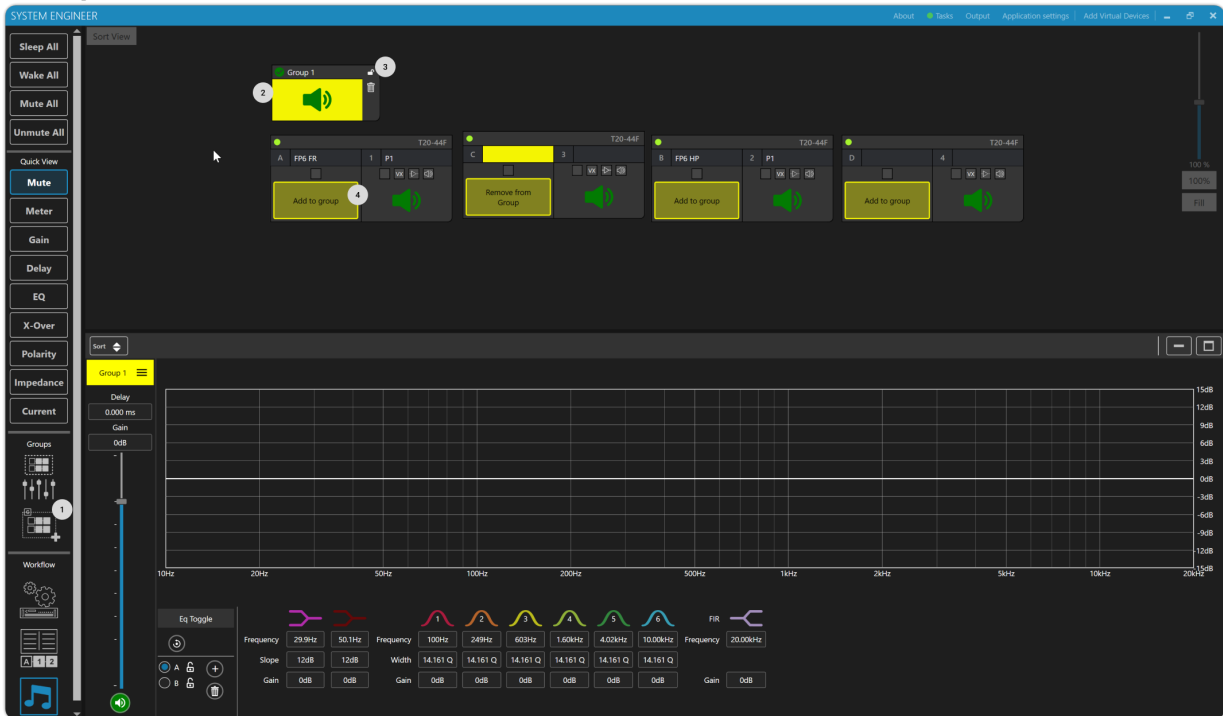 SYSTEM ENGINEER
About Tasks Output Application settings Add Virtual Devices
Sleep All
Wake All
Mute All
Unmute All
Quick View
Mute
Meter
Gain
Delay
EQ
X-Over
Polarity
Impedance
Current
Groups
1
Workflow
A 1 2
Sort View
Group 1
3
2
T20-44F
A FP6 FR 1 P1
VX
Add to group
4
T20-44F
C 3
VX
Remove from
Group
T20-44F
B FP6 HP 2 P1
VX
Add to group
T20-44F
D 4
VX
Add to group
100 %
100%
Fill
Sort
Group 1
Delay
0.000 ms
Gain
0dB
15dB
12dB
9dB
6dB
3dB
0dB
-3dB
-6dB
-9dB
-12dB
-15dB
10Hz 20Hz 50Hz 100Hz 200Hz 500Hz 1kHz 2kHz 5kHz 10kHz 20kHz
Eq Toggle
A
B
1 2 3 4 5 6 FIR
Frequency 29.9Hz 50.1Hz Frequency 100Hz 249Hz 603Hz 1.60kHz 4.02kHz 10.00kHz Frequency 20.00kHz
Slope 12dB 12dB Width 14.161 Q 14.161 Q 14.161 Q 14.161 Q 14.161 Q 14.161 Q
Gain 0dB 0dB Gain 0dB 0dB 0dB 0dB 0dB 0dB Gain 0dB